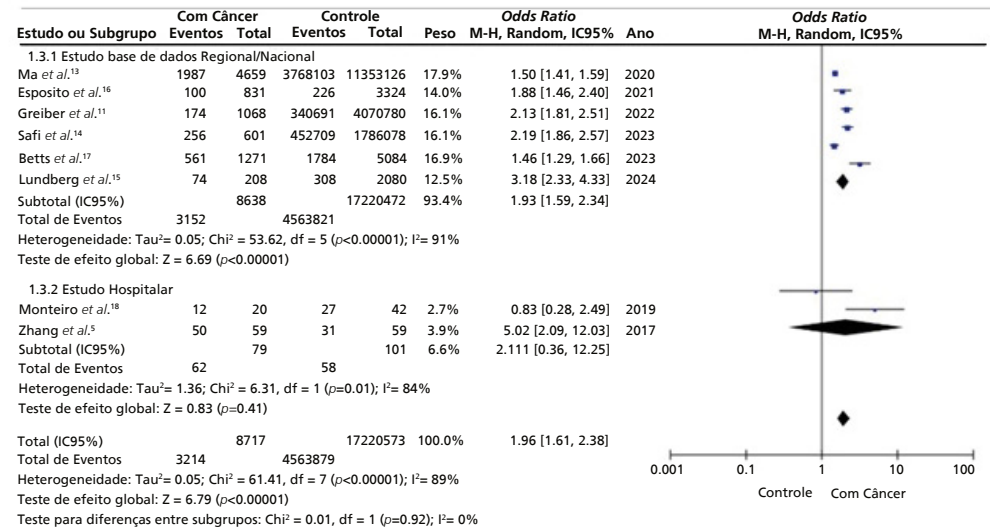 Com Câncer Controle Odds Ratio Odds Ratio
Estudo ou Subgrupo Eventos Total Eventos Total Peso M-H, Random, IC95% Ano M-H, Random, IC95%
1.3.1 Estudo base de dados Regional/Nacional
Ma et al.¹³ 1987 4659 3768103 11353126 17.9% 1.50 [1.41, 1.59] 2020
Esposito et al.¹⁶ 100 831 226 3324 14.0% 1.88 [1.46, 2.40] 2021
Greiber et al.¹¹ 174 1068 340691 4070780 16.1% 2.13 [1.81, 2.51] 2022
Safi et al.¹⁴ 256 601 452709 1786078 16.1% 2.19 [1.86, 2.57] 2023
Betts et al.¹⁷ 561 1271 1784 5084 16.9% 1.46 [1.29, 1.66] 2023
Lundberg et al.¹⁵ 74 208 308 2080 12.5% 3.18 [2.33, 4.33] 2024
Subtotal (IC95%) 8638 17220472 93.4% 1.93 [1.59, 2.34]
Total de Eventos 3152 4563821
Heterogeneidade: Tau²= 0.05; Chi² = 53.62, df = 5 (p<0.00001); I²= 91%
Teste de efeito global: Z = 6.69 (p<0.00001)
1.3.2 Estudo Hospitalar
Monteiro et al.¹⁸ 12 20 27 42 2.7% 0.83 [0.28, 2.49] 2019
Zhang et al.⁵ 50 59 31 59 3.9% 5.02 [2.09, 12.03] 2017
Subtotal (IC95%) 79 101 6.6% 2.111 [0.36, 12.25]
Total de Eventos 62 58
Heterogeneidade: Tau²= 1.36; Chi² = 6.31, df = 1 (p=0.01); I²= 84%
Teste de efeito global: Z = 0.83 (p=0.41)
Total (IC95%) 8717 17220573 100.0% 1.96 [1.61, 2.38]
Total de Eventos 3214 4563879
Heterogeneidade: Tau²= 0.05; Chi² = 61.41, df = 7 (p<0.00001); I²= 89%
Teste de efeito global: Z = 6.79 (p<0.00001)
Teste para diferenças entre subgrupos: Chi² = 0.01, df = 1 (p=0.92); I²= 0%
0.001 0.1 1 10 100
Controle Com Câncer